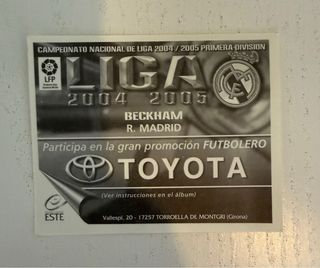 CAMPEONATO NACIONAL DE LIGA 2004 / 2005 PRIMERA DIVISION
LFP
LIGA
2004 2005
BECKHAM
R. MADRID
Participa en la gran promoción FUTBOLERO
TOYOTA
(Ver instrucciones en el álbum)
ESTE
Vallespí, 20 - 17257 TORROELLA DE MONTGRI (Girona)